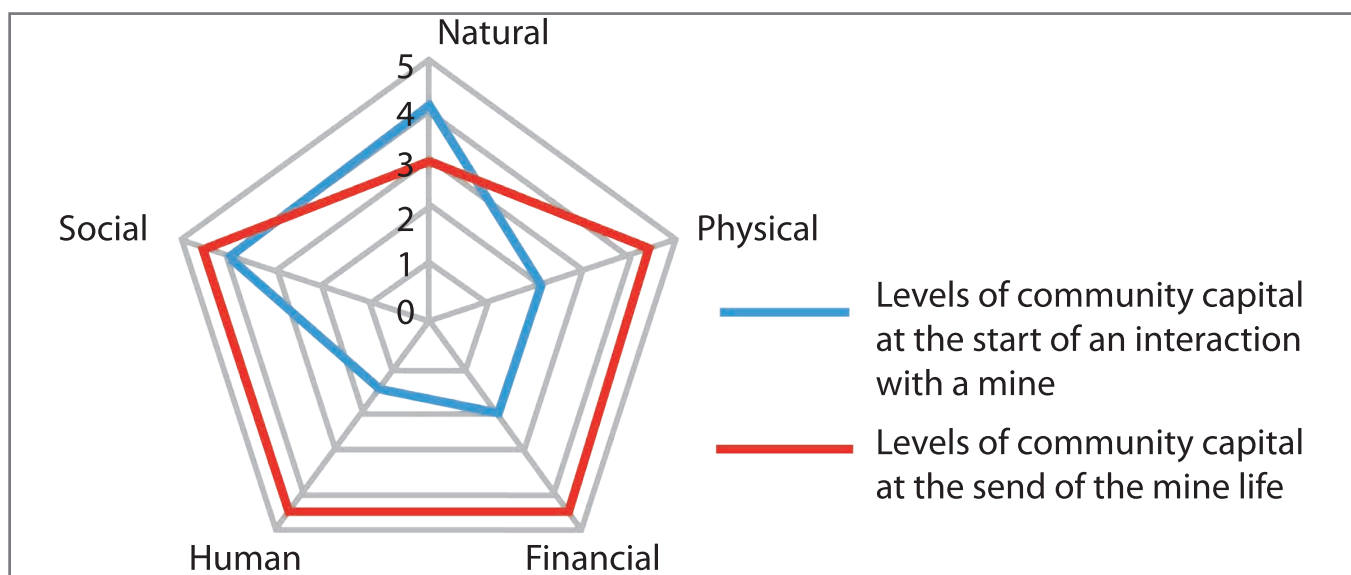 Natural
5
4
3
2
1
0
Social
Physical
Human
Financial
Levels of community capital
at the start of an interaction
with a mine
Levels of community capital
at the send of the mine life